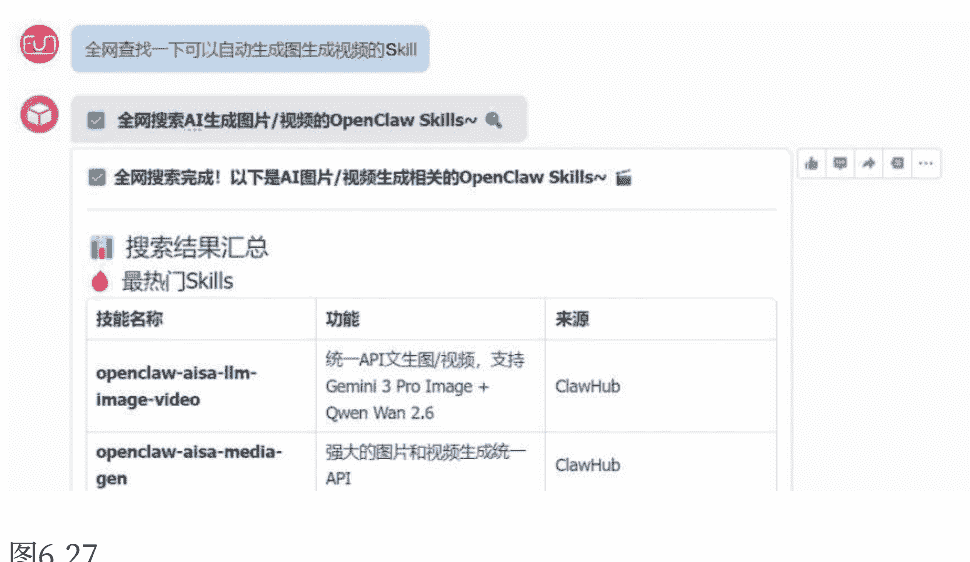 FUN
全网查找一下可以自动生成图生成视频的Skill
全网搜索AI生成图片/视频的OpenClaw Skills~
全网搜索完成！以下是AI图片/视频生成相关的OpenClaw Skills~
搜索结果汇总
最热门Skills
技能名称 功能 来源
openclaw-aisa-llm-image-video 统一API文生图/视频，支持
Gemini 3 Pro Image +
Qwen Wan 2.6 ClawHub
openclaw-aisa-media-gen 强大的图片和视频生成统一
API ClawHub
图6.27